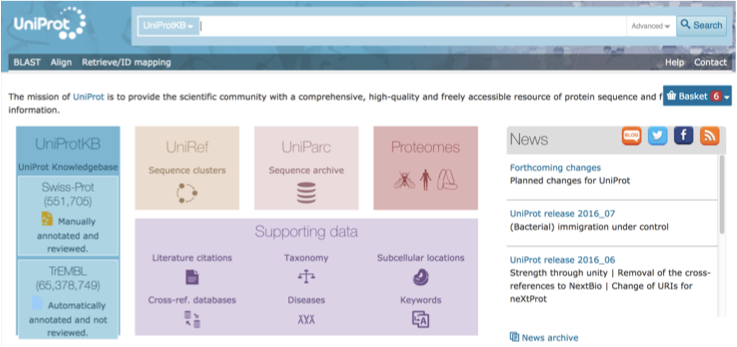 UniProt
UniProtKB
Advanced
Search
BLAST Align Retrieve/ID mapping
Help Contact
The mission of UniProt is to provide the scientific community with a comprehensive, high-quality and freely accessible resource of protein sequence and f
information.
Basket 6
UniProtKB
UniProt Knowledgebase
Swiss-Prot
(551,705)
Manually
annotated and
reviewed.
TrEMBL
(65,378,749)
Automatically
annotated and not
reviewed.
UniRef
Sequence clusters
UniParc
Sequence archive
Proteomes
Supporting data
Literature citations
Taxonomy
Subcellular locations
Cross-ref. databases
Diseases
Keywords
News
BLOG
Forthcoming changes
Planned changes for UniProt
UniProt release 2016_07
(Bacterial) immigration under control
UniProt release 2016_06
Strength through unity | Removal of the cross-
references to NextBio | Change of URIs for
neXtProt
News archive